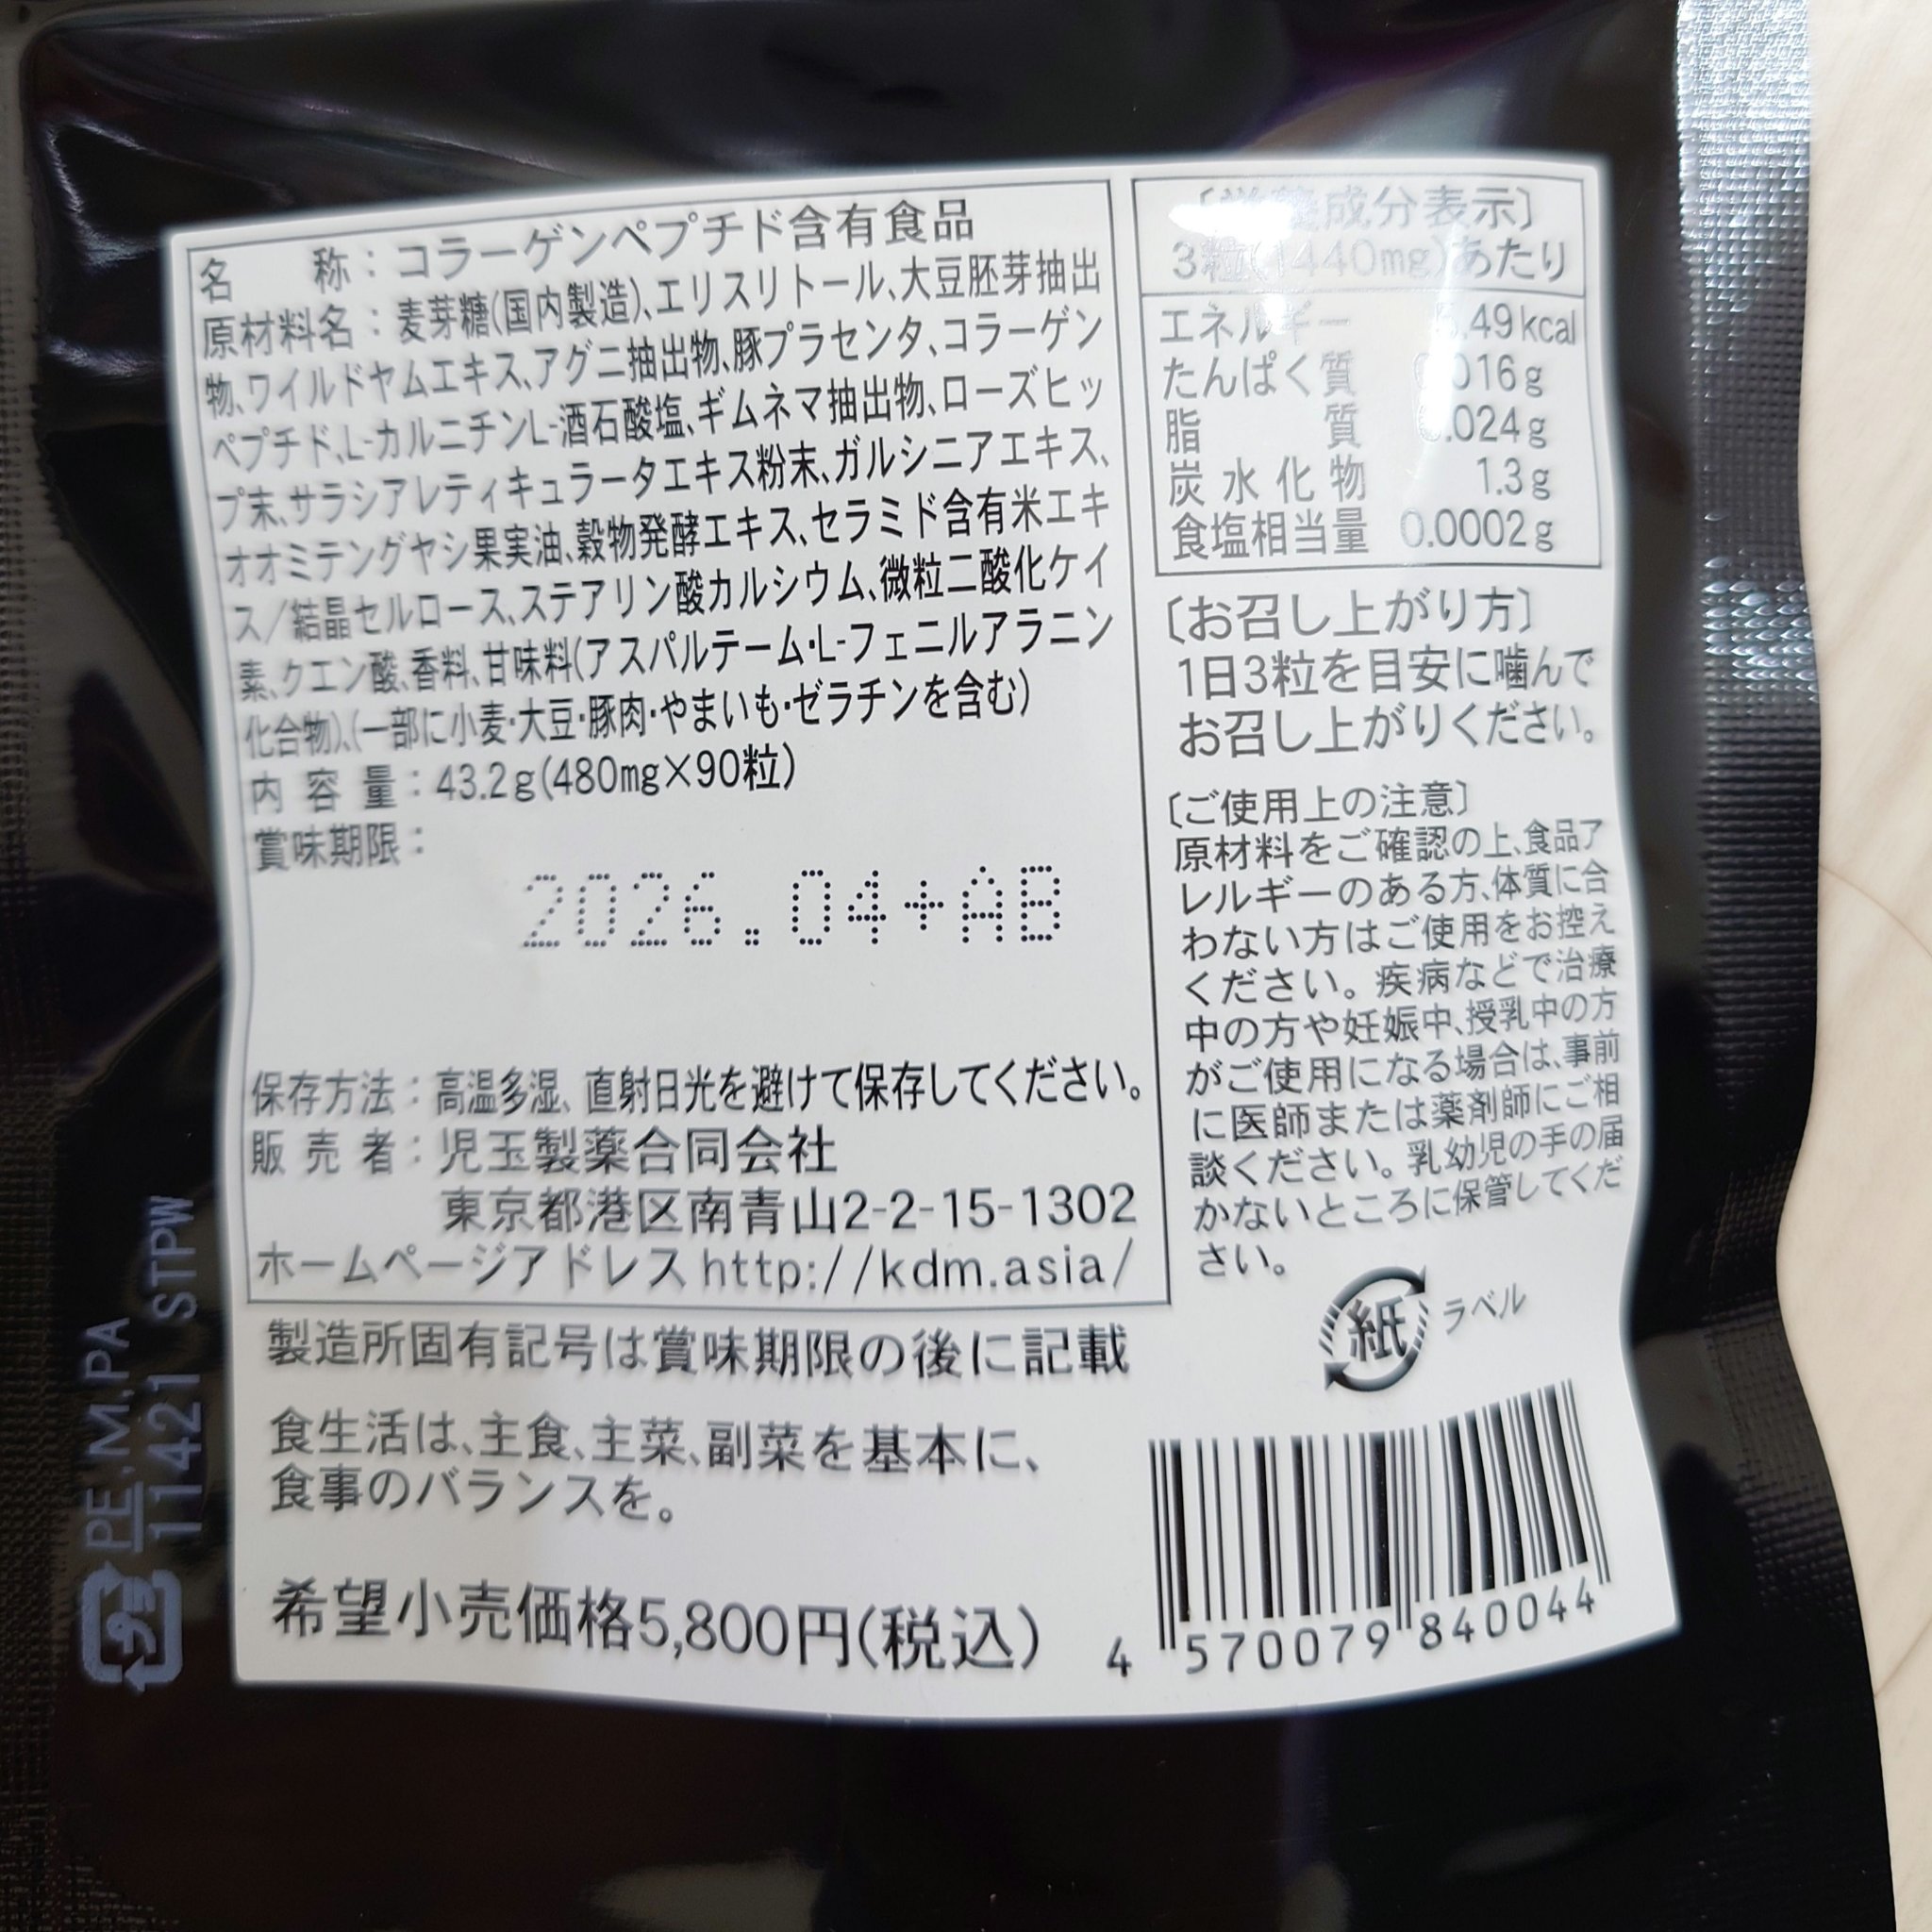 名 称：コラーゲンペプチド含有食品
原材料名：麦芽糖(国内製造)、エリスリトール、大豆胚芽抽出
物、ワイルドヤムエキス、アグニ抽出物、豚プラセンタ、コラーゲン
ペプチド、L-カルニチンL-酒石酸塩、ギムネマ抽出物、ローズヒッ
プ末、サラシアレティキュラータエキス粉末、ガルシニアエキス、
オオミテングヤシ果実油、穀物発酵エキス、セラミド含有米エキ
ス/結晶セルロース、ステアリン酸カルシウム、微粒二酸化ケイ
素、クエン酸、香料、甘味料(アスパルテーム・L-フェニルアラニン
化合物)、(一部に小麦・大豆・豚肉・やまいも・ゼラチンを含む)
内容量：43.2g(480mg×90粒)
賞味期限：
2026.04+AB
保存方法：高温多湿、直射日光を避けて保存してください。
販売者：児玉製薬合同会社
東京都港区南青山2-2-15-1302
ホームページアドレス http://kdm.asia/
製造所固有記号は賞味期限の後に記載
食生活は、主食、主菜、副菜を基本に、
食事のバランスを。
希望小売価格5,800円(税込)
成分表示〕
3粒(1440mg)あたり
エネルギー .49kcal
たんぱく質 016g
脂質 .024g
炭水化物 1.3g
食塩相当量 0.0002g
〔お召し上がり方〕
1日3粒を目安に噛んで
お召し上がりください。
〔ご使用上の注意〕
原材料をご確認の上、食品ア
レルギーのある方、体質に合
わない方はご使用をお控え
ください。疾病などで治療
中の方や妊娠中、授乳中の方
がご使用になる場合は、事前
に医師または薬剤師にご相
談ください。乳幼児の手の届
かないところに保管してくだ
さい。
紙 ラベル
4 570079 840044
プラ PE,M,PA
11421 STPW